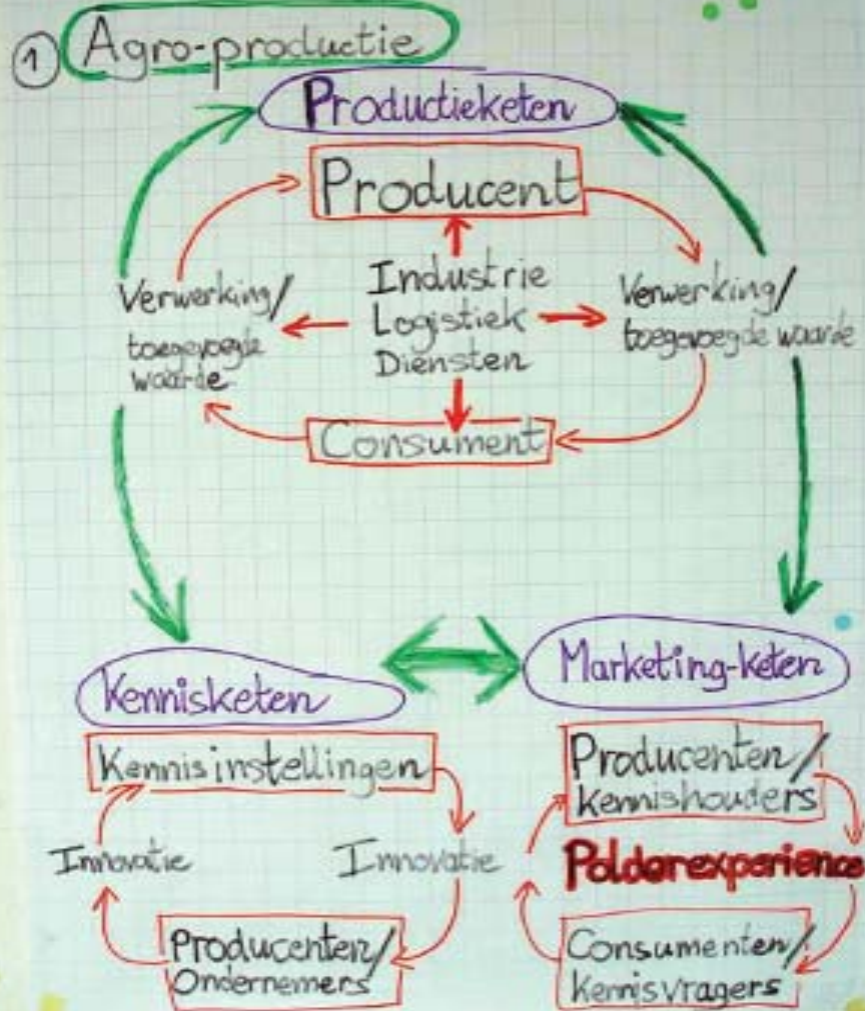 1 Agro-productie
Productieketen
Producent
Verwerking/
toegevoegde
waarde
Industrie
Logistiek
Diensten
Verwerking/
toegevoegde waarde
Consument
Kennisketen
Kennisinstellingen
Innovatie
Innovatie
Producenten/
Ondernemers
Marketing-keten
Producenten/
Kennishouders
Polderexperience
Consumenten/
Kennisvragers